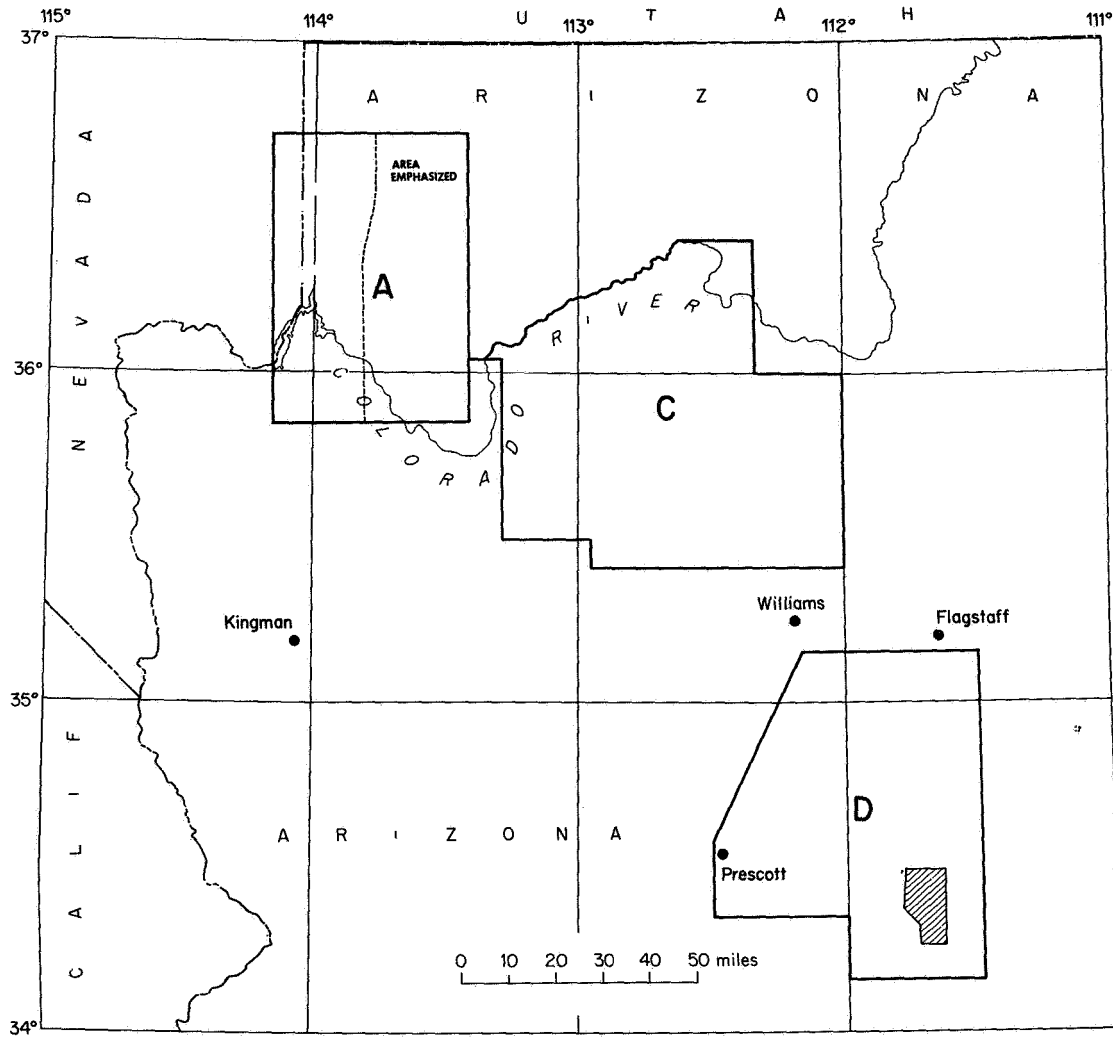 115°
114°
113°
112°
111°
U T A H
37°
A R I Z O N A
N E V A D A
AREA
EMPHASIZED
A
R I V E R
36°
C
C O L O R A D O
Williams
Flagstaff
Kingman
35°
D
A R I Z O N A
Prescott
C A L I F
0 10 20 30 40 50 miles
34°